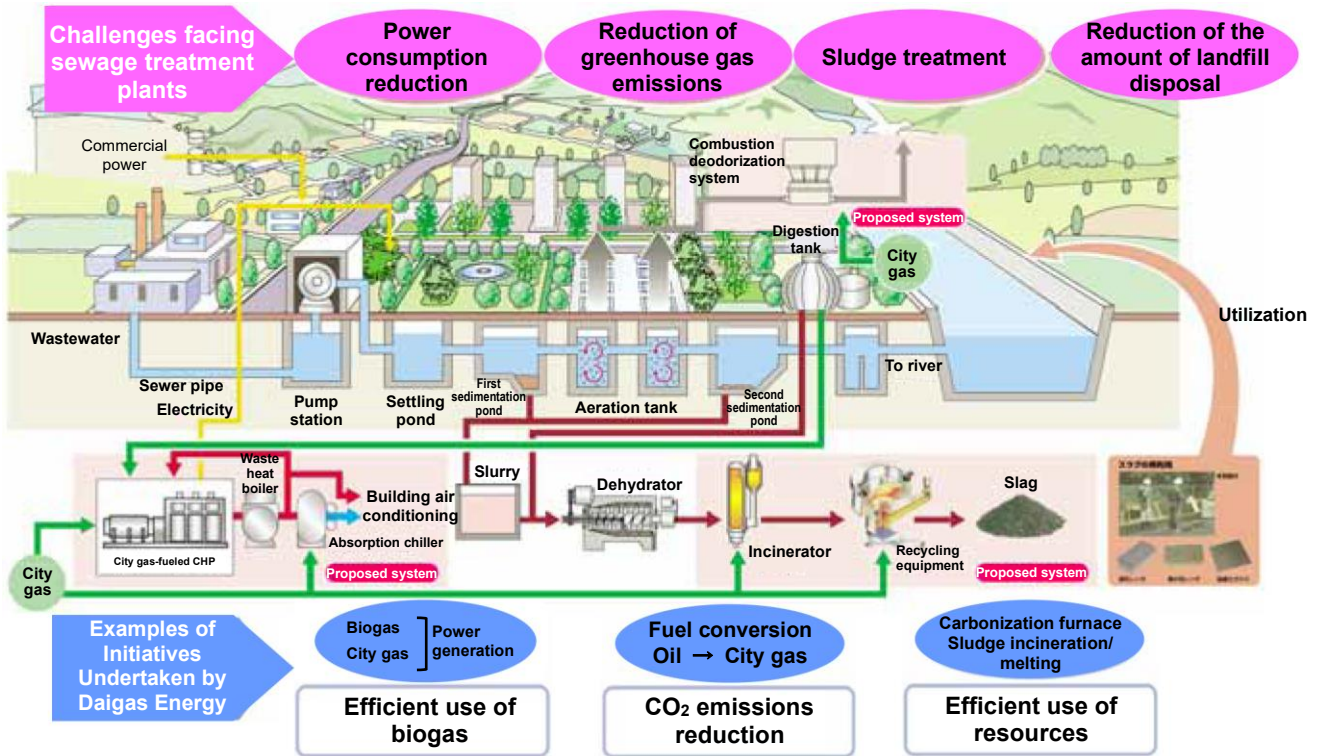 Challenges facing
sewage treatment
plants
Power
consumption
reduction
Reduction of
greenhouse gas
emissions
Sludge treatment
Reduction of the
amount of landfill
disposal
Commercial
power
Combustion
deodorization
system
Proposed system
Digestion
tank
City
gas
Utilization
Wastewater
Sewer pipe
Electricity
Pump
station
Settling
pond
First
sedimentation
pond
Aeration tank
Second
sedimentation
pond
To river
Waste
heat
boiler
Building air
conditioning
Absorption chiller
City gas-fueled CHP
Proposed system
City
gas
Slurry
Dehydrator
Incinerator
Recycling
equipment
Slag
Proposed system
Examples of
Initiatives
Undertaken by
Daigas Energy
Biogas
City gas
Power
generation
Efficient use of
biogas
Fuel conversion
Oil → City gas
CO₂ emissions
reduction
Carbonization furnace
Sludge incineration/
melting
Efficient use of
resources